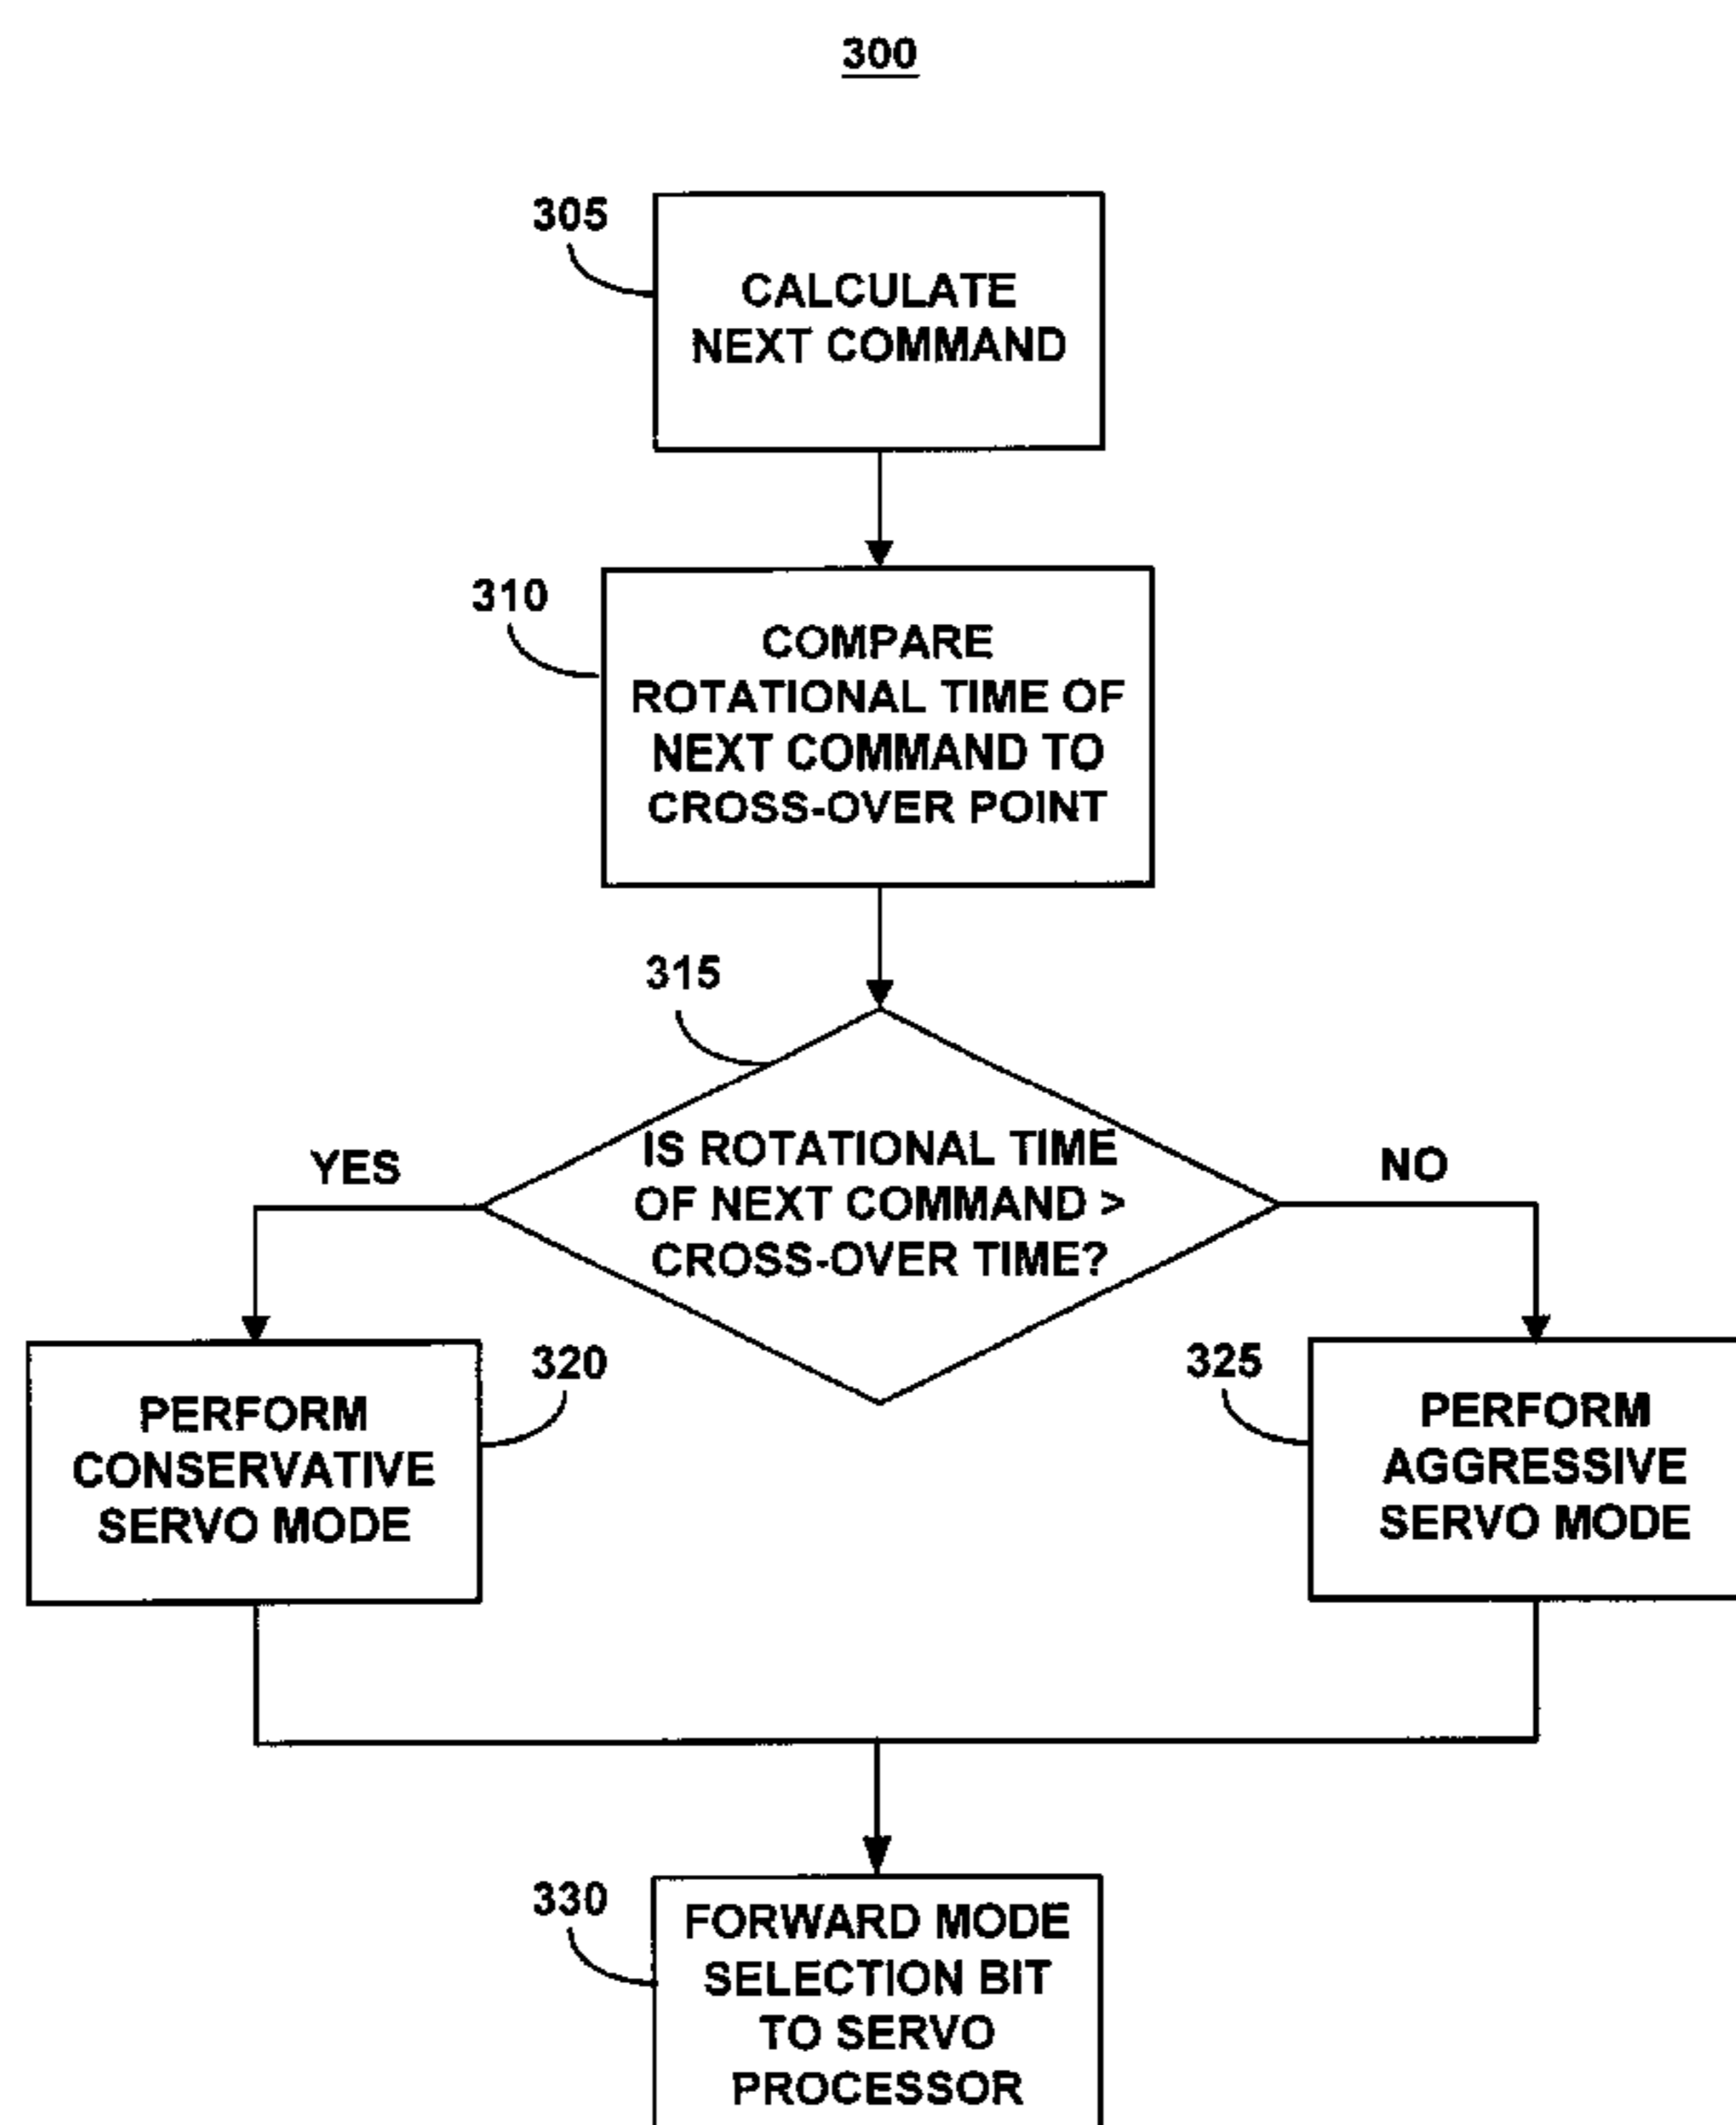 300
305
CALCULATE
NEXT COMMAND
310
COMPARE
ROTATIONAL TIME OF
NEXT COMMAND TO
CROSS-OVER POINT
315
IS ROTATIONAL TIME
OF NEXT COMMAND >
CROSS-OVER TIME?
YES
NO
320
PERFORM
CONSERVATIVE
SERVO MODE
325
PERFORM
AGGRESSIVE
SERVO MODE
330
FORWARD MODE
SELECTION BIT
TO SERVO
PROCESSOR